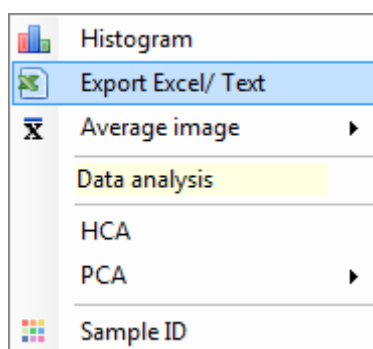 Histogram
Export Excel/ Text
Average image
Data analysis
HCA
PCA
Sample ID